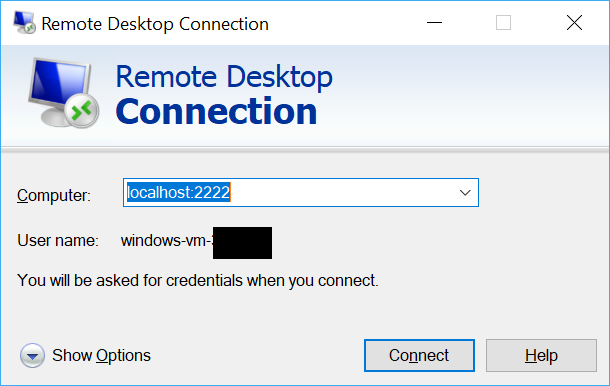 Remote Desktop Connection
Remote Desktop
Connection
Computer: localhost:2222
User name: windows-vm-
You will be asked for credentials when you connect.
Show Options Connect Help